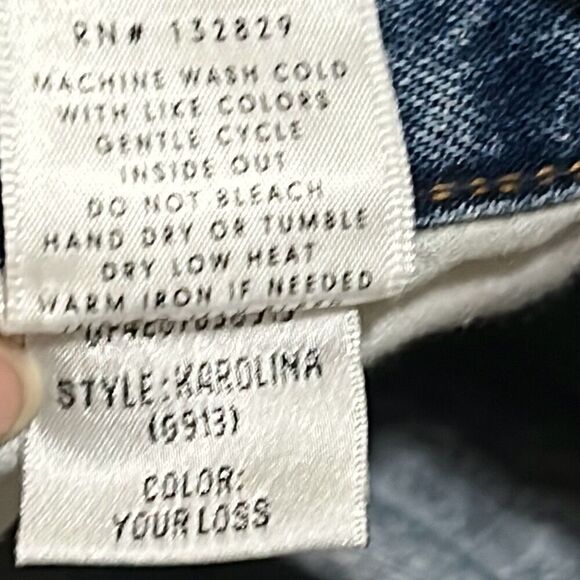 RN# 132829
MACHINE WASH COLD
WITH LIKE COLORS
GENTLE CYCLE
INSIDE OUT
DO NOT BLEACH
HAND DRY OR TUMBLE
DRY LOW HEAT
WARM IRON IF NEEDED
STYLE:KAROLINA
(9913)
COLOR:
YOUR LOSS